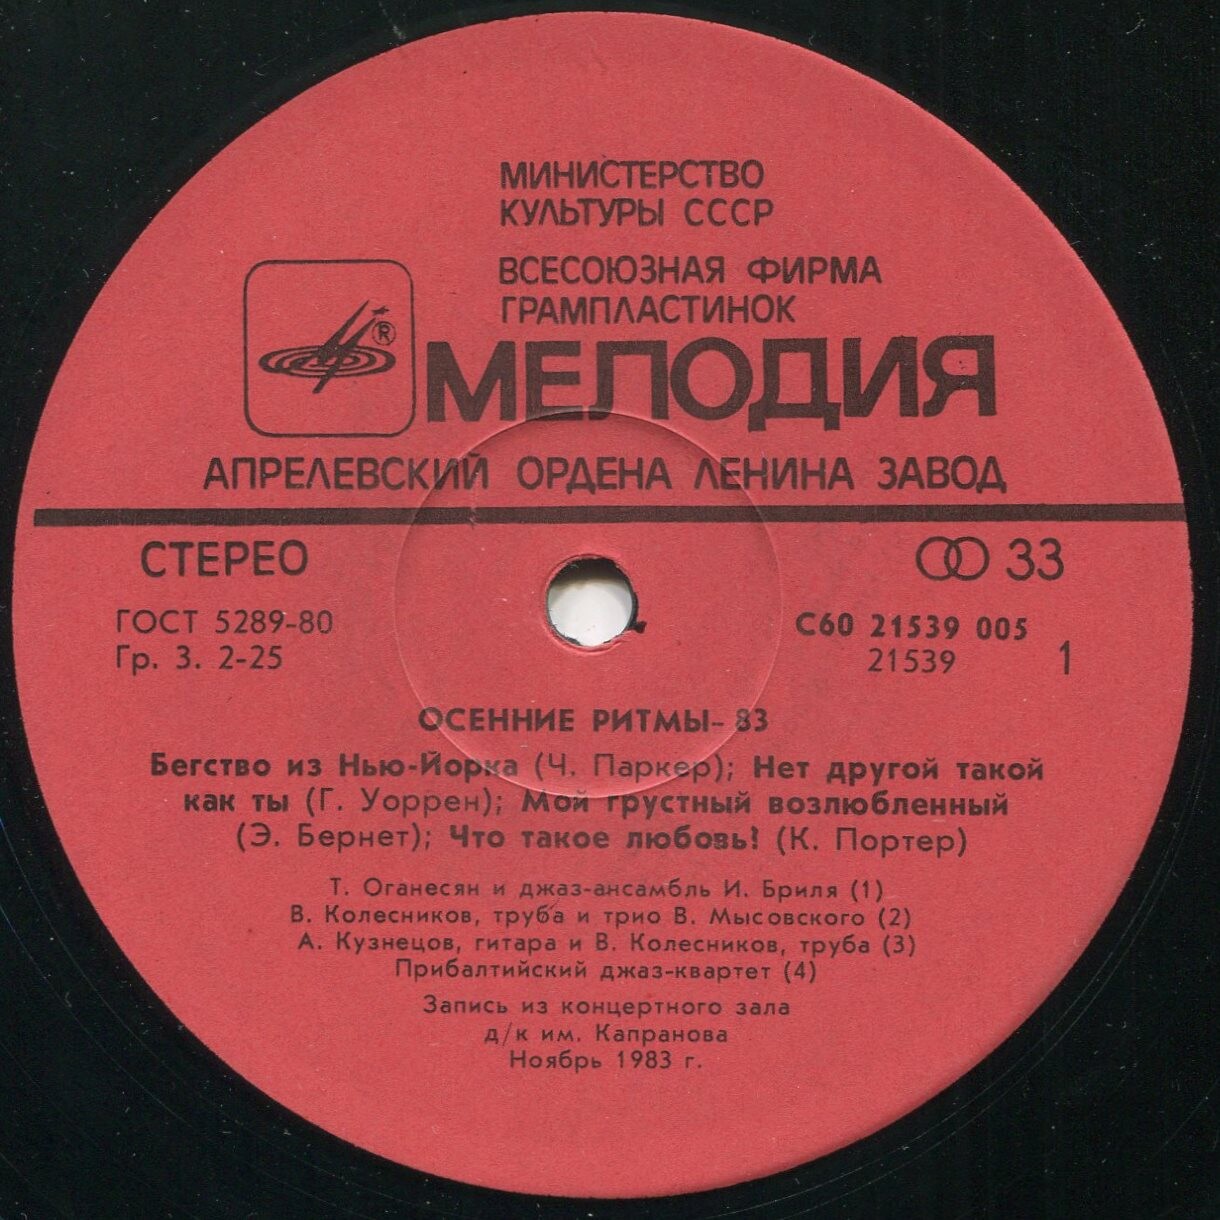 МИНИСТЕРСТВО
КУЛЬТУРЫ СССР
ВСЕСОЮЗНАЯ ФИРМА
ГРАМПЛАСТИНОК
®
МЕЛОДИЯ
АПРЕЛЕВСКИЙ ОРДЕНА ЛЕНИНА ЗАВОД
СТЕРЕО
33
ГОСТ 5289-80
С60 21539 005
Гр. 3. 2-25
21539
1
ОСЕННИЕ РИТМЫ- 83
Бегство из Нью-Йорка (Ч. Паркер); Нет другой такой
как ты (Г. Уоррен); Мой грустный возлюбленный
(Э. Бернет); Что такое любовь! (К. Портер)
Т. Оганесян и джаз-ансамбль И. Бриля (1)
В. Колесников, труба и трио В. Мысовского (2)
А. Кузнецов, гитара и В. Колесников, труба (3)
Прибалтийский джаз-квартет (4)
Запись из концертного зала
д/к им. Капранова
Ноябрь 1983 г.